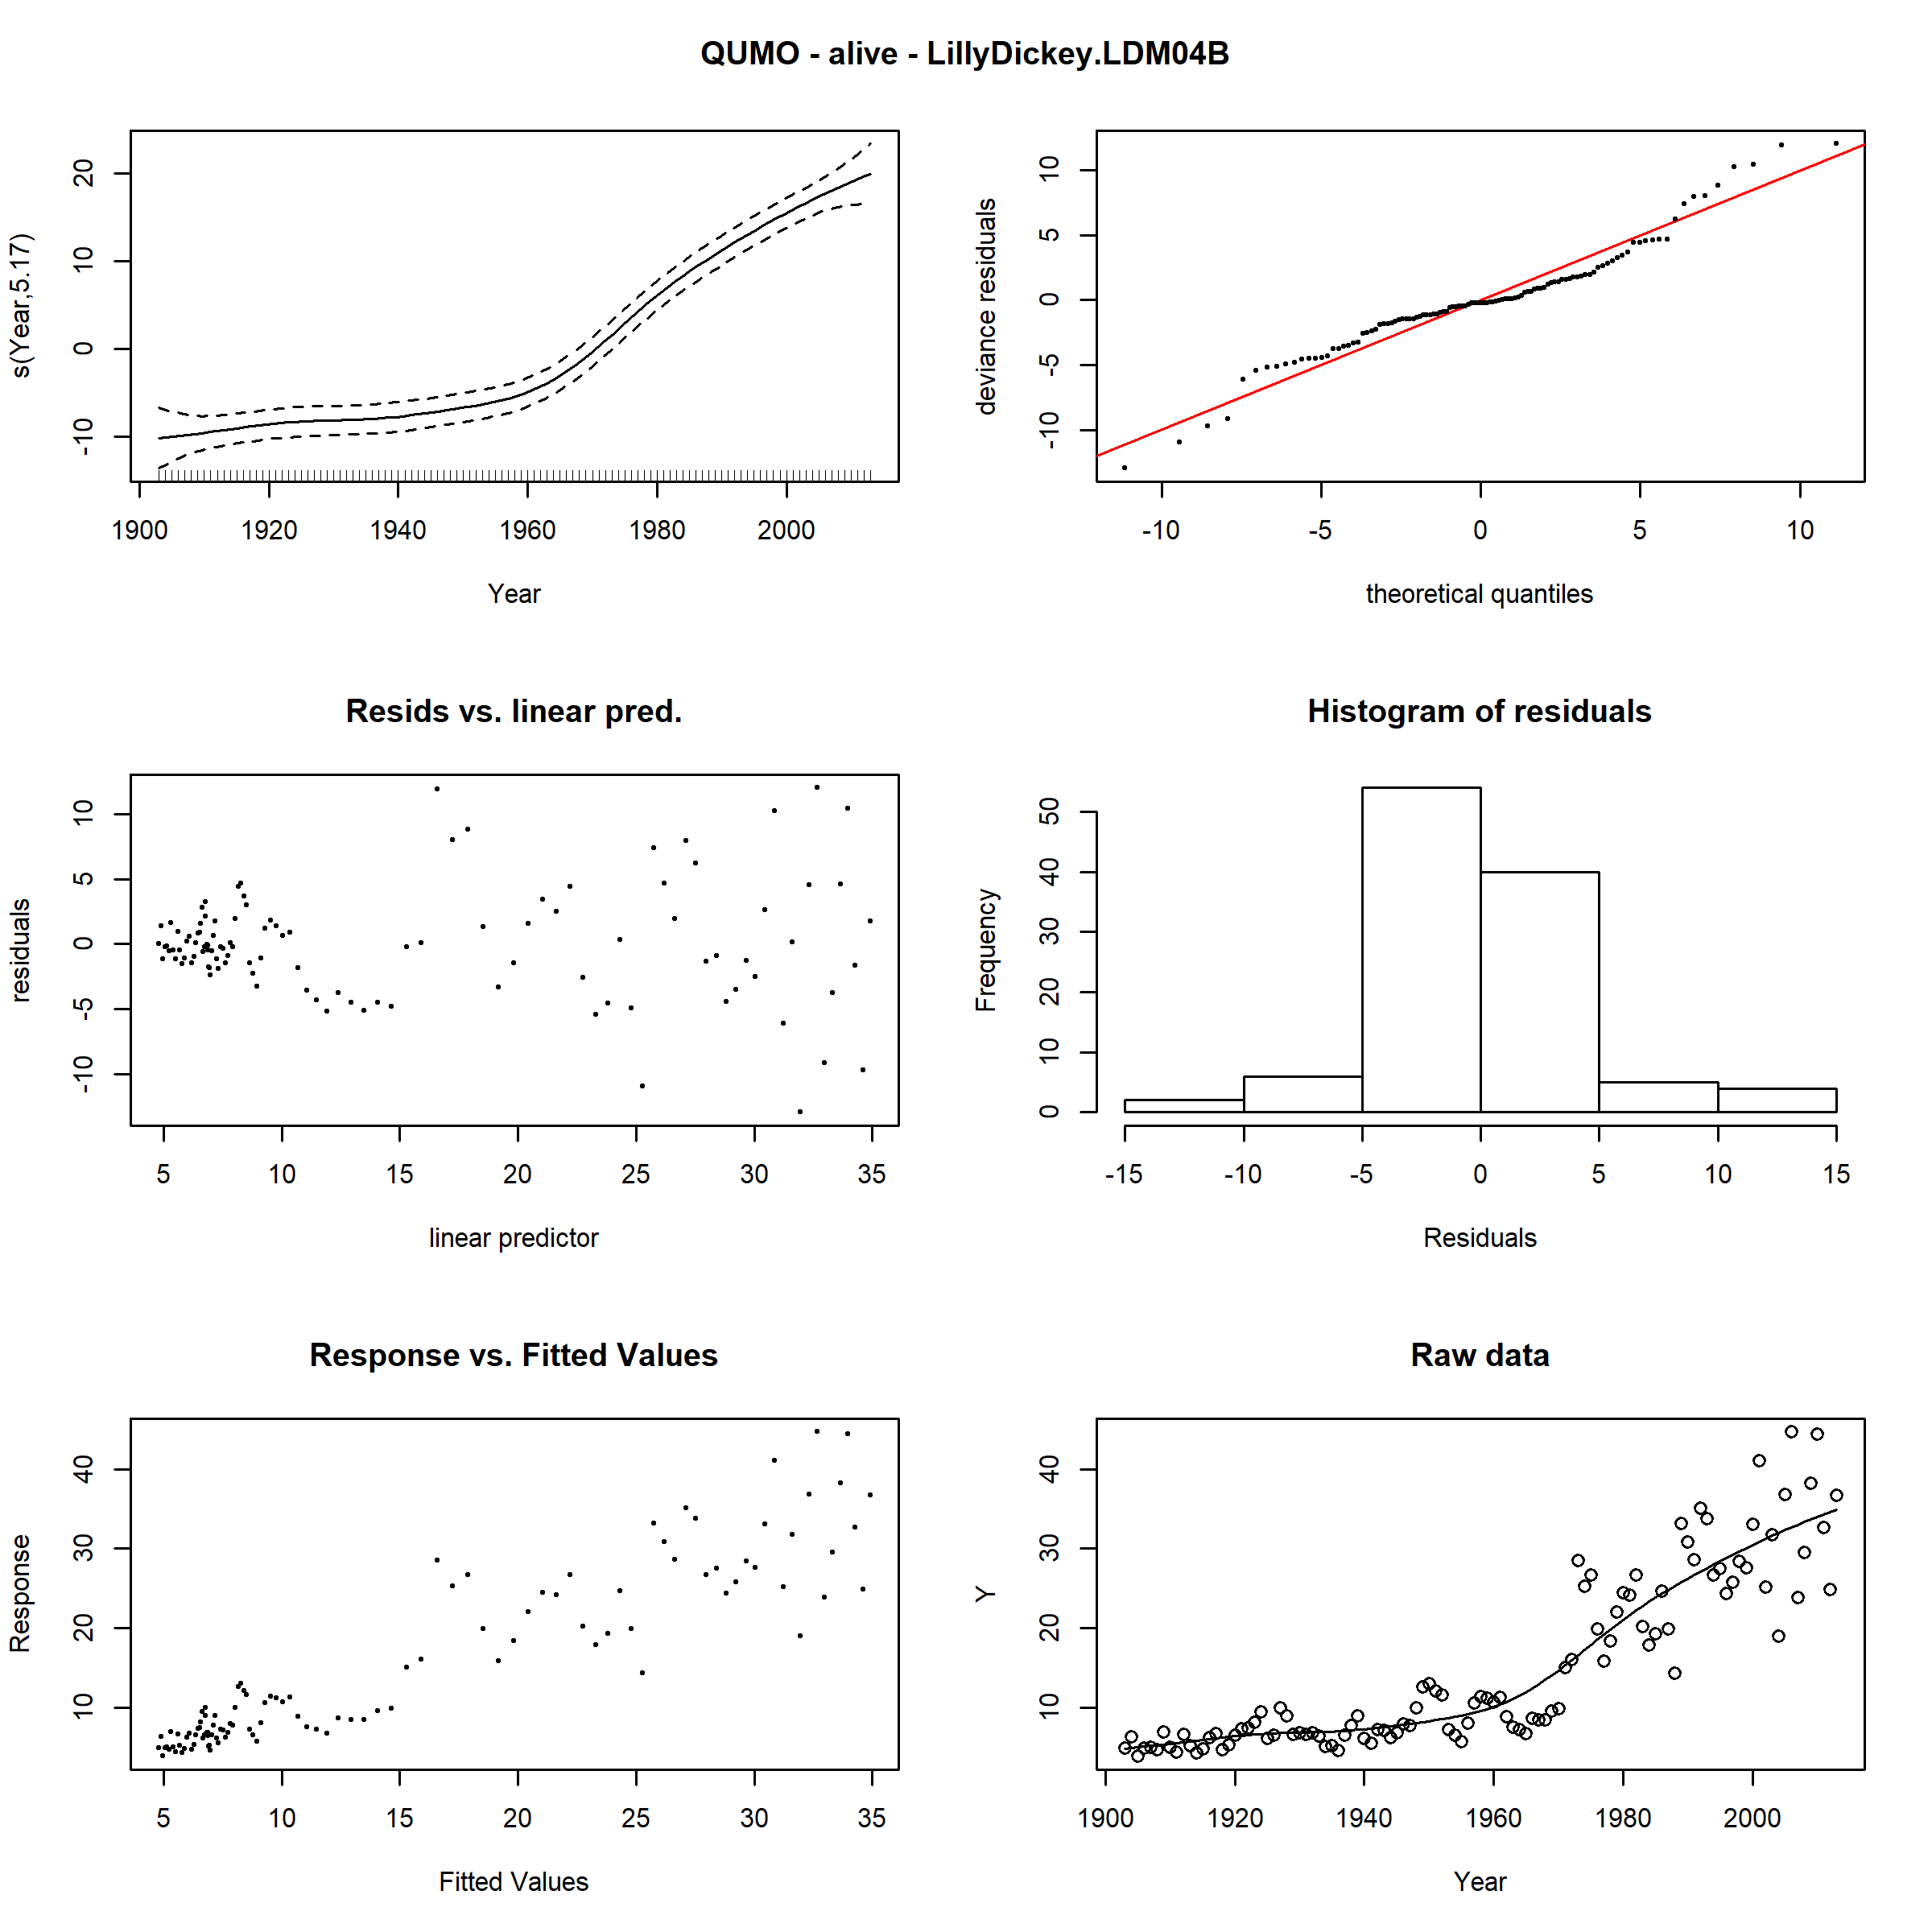 QUMO - alive - LillyDickey.LDM04B
s(Year,5.17)
20
10
0
-10
1900 1920 1940 1960 1980 2000
Year
deviance residuals
10
5
0
-5
-10
-10 -5 0 5 10
theoretical quantiles
Resids vs. linear pred.
residuals
10
5
0
-5
-10
5 10 15 20 25 30 35
linear predictor
Histogram of residuals
Frequency
50
40
30
20
10
0
-15 -10 -5 0 5 10 15
Residuals
Response vs. Fitted Values
Response
40
30
20
10
5 10 15 20 25 30 35
Fitted Values
Raw data
Y
40
30
20
10
1900 1920 1940 1960 1980 2000
Year